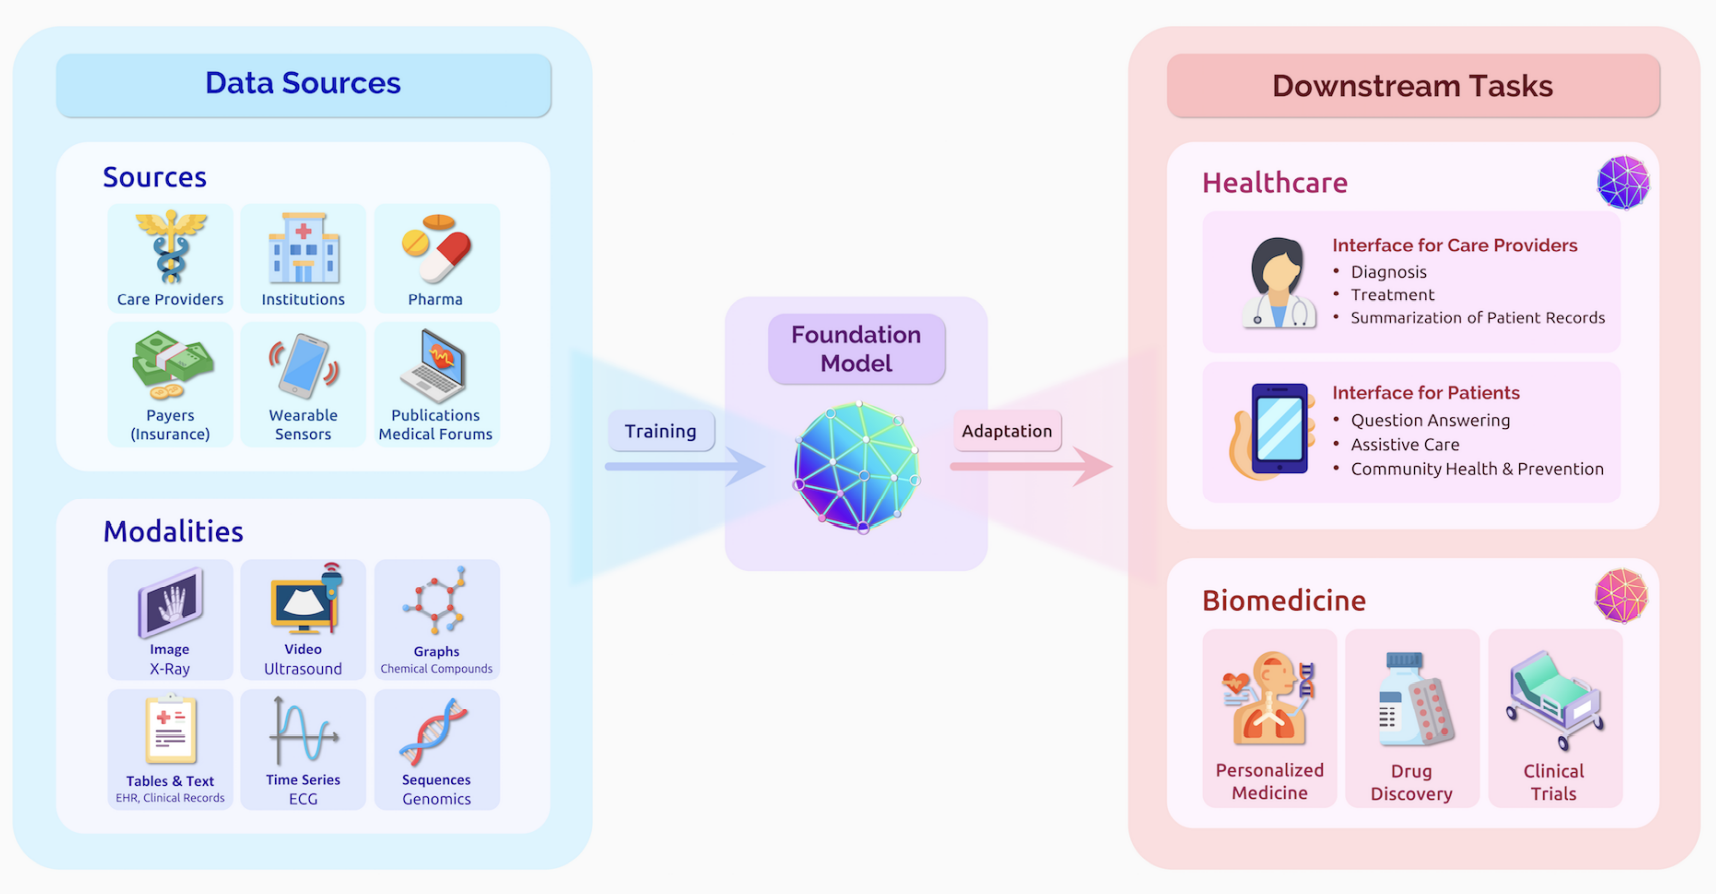 Data Sources
Sources
Care Providers
Institutions
Pharma
Payers
(Insurance)
Wearable
Sensors
Publications
Medical Forums
Modalities
Image
X-Ray
Video
Ultrasound
Graphs
Chemical Compounds
Tables & Text
EHR, Clinical Records
Time Series
ECG
Sequences
Genomics
Training
Foundation
Model
Adaptation
Downstream Tasks
Healthcare
Interface for Care Providers
• Diagnosis
• Treatment
• Summarization of Patient Records
Interface for Patients
• Question Answering
• Assistive Care
• Community Health & Prevention
Biomedicine
Personalized
Medicine
Drug
Discovery
Clinical
Trials